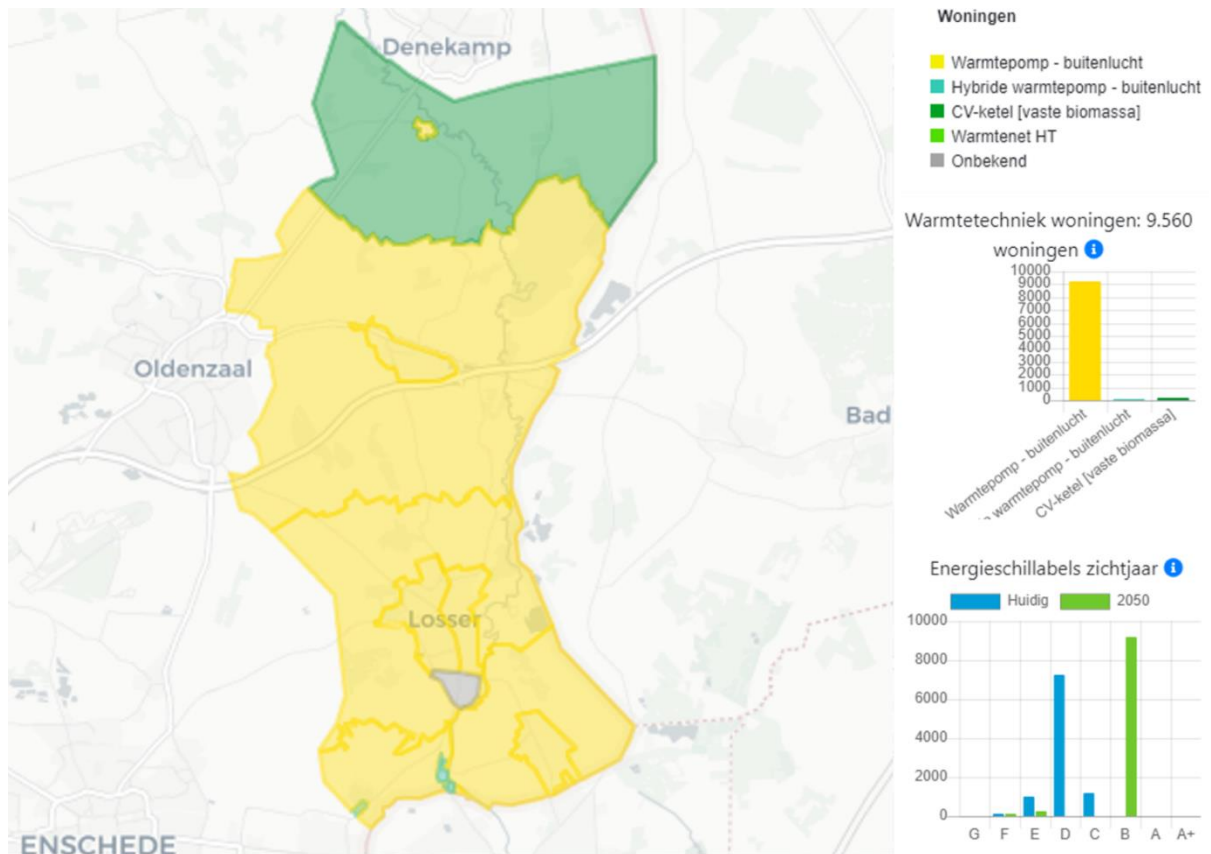 Denekamp
Oldenzaal
Bad
Losser
ENSCHEDE
Woningen
Warmtepomp - buitenlucht
Hybride warmtepomp - buitenlucht
CV-ketel [vaste biomassa]
Warmtenet HT
Onbekend
Warmtetechniek woningen: 9.560
woningen
10000
9000
8000
7000
6000
5000
4000
3000
2000
1000
0
Warmtepomp - buitenlucht
warmtepomp - buitenlucht
CV-ketel [vaste biomassa]
Energieschillabels zichtjaar
Huidig 2050
10000
8000
6000
4000
2000
0
G F E D C B A A+